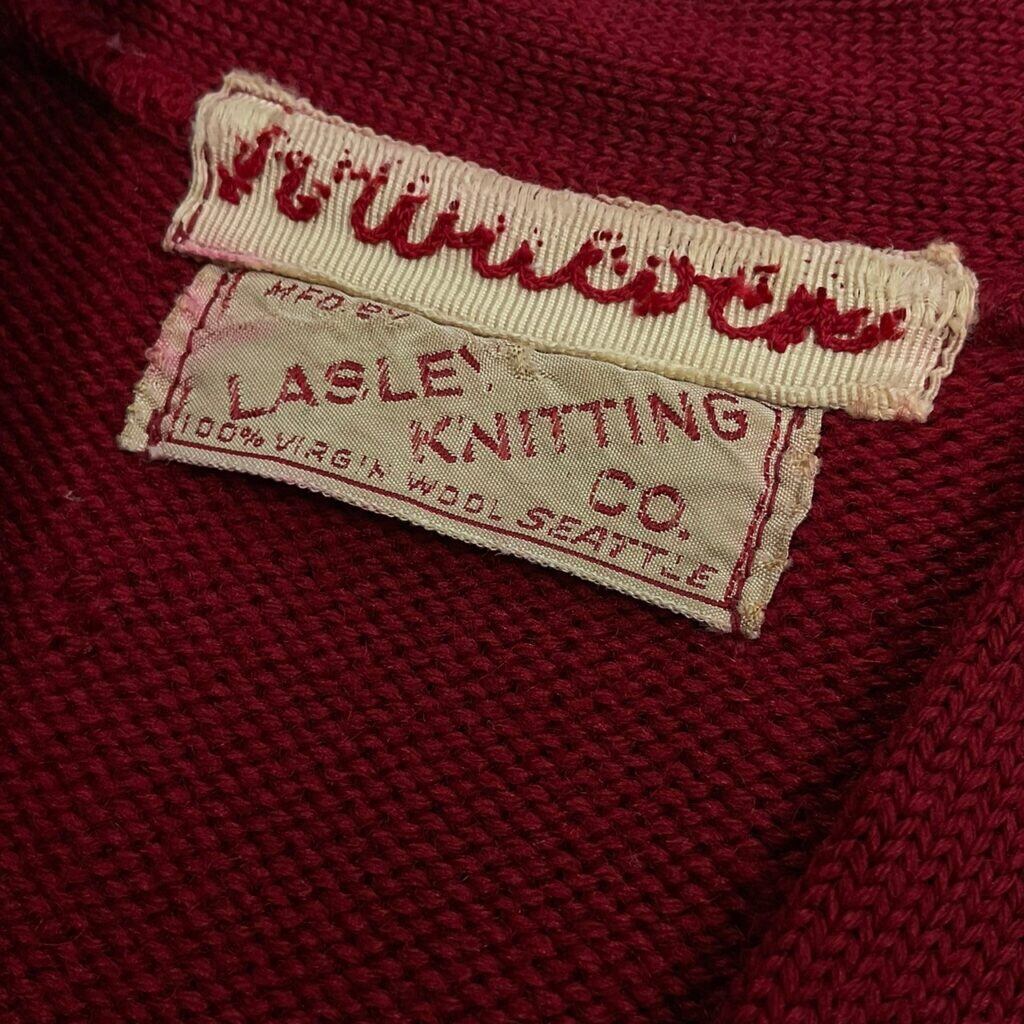 MFD. BY
LASLEY
KNITTING
CO.
100% VIRGIN WOOL SEATTLE